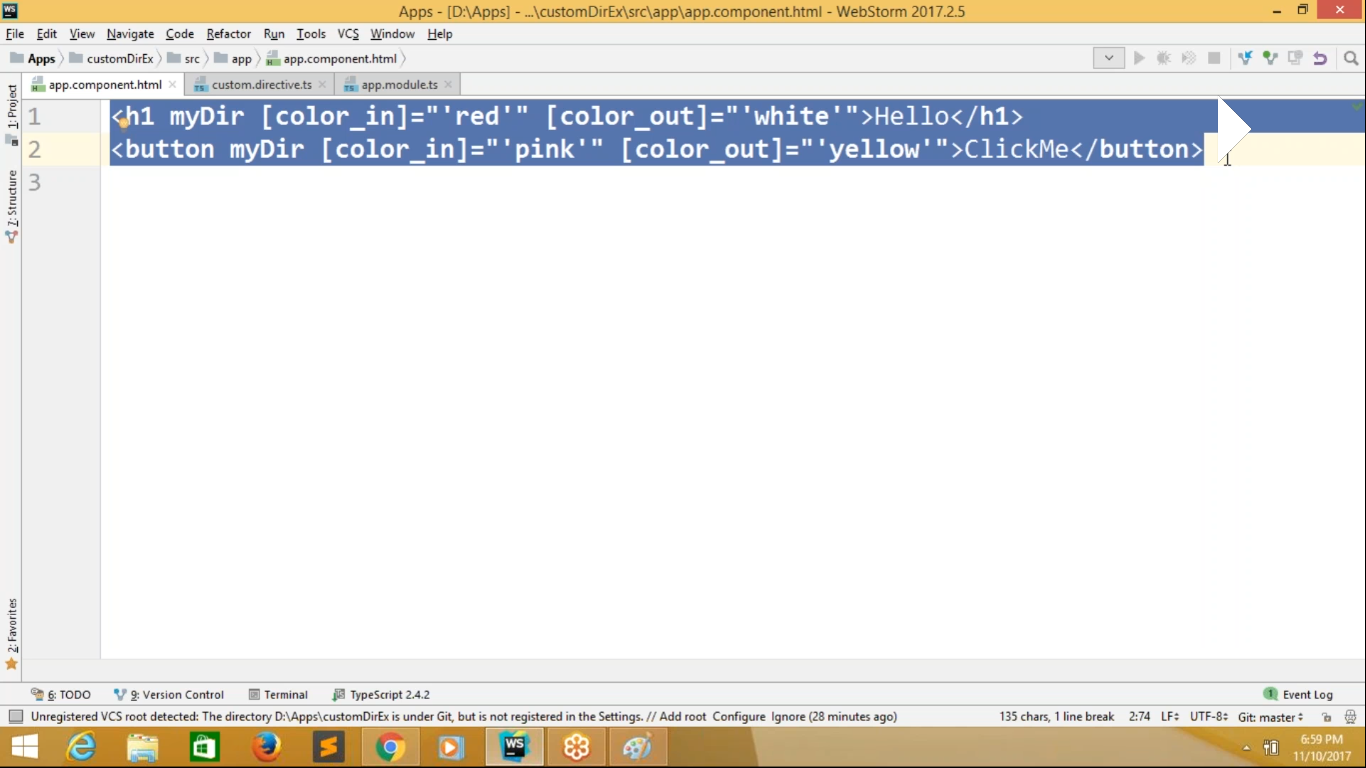 Apps - [D:\Apps] - ...\customDirEx\src\app\app.component.html - WebStorm 2017.2.5
File Edit View Navigate Code Refactor Run Tools VCS Window Help
Apps customDirEx src app app.component.html
app.component.html custom.directive.ts app.module.ts
1: Project
1 <h1 myDir [color_in]="'red'" [color_out]="'white'">Hello</h1>
2 <button myDir [color_in]="'pink'" [color_out]="'yellow'">ClickMe</button>
3
7: Structure
2: Favorites
6: TODO 9: Version Control Terminal TypeScript 2.4.2 1 Event Log
Unregistered VCS root detected: The directory D:\Apps\customDirEx is under Git, but is not registered in the Settings. // Add root Configure Ignore (28 minutes ago) 135 chars, 1 line break 2:74 LF UTF-8 Git: master
WS
6:59 PM
11/10/2017